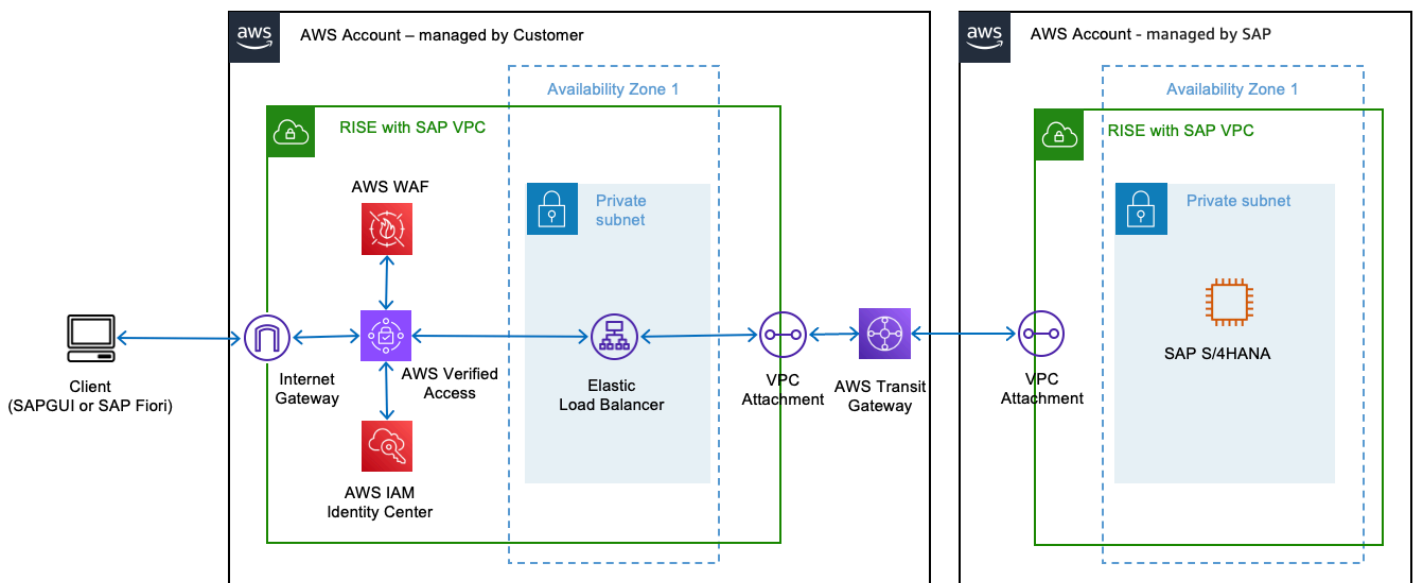 aws
AWS Account – managed by Customer
Availability Zone 1
RISE with SAP VPC
AWS WAF
Private
subnet
Client
(SAPGUI or SAP Fiori)
Internet
Gateway
AWS Verified
Access
Elastic
Load Balancer
VPC
Attachment
AWS Transit
Gateway
AWS IAM
Identity Center
aws
AWS Account - managed by SAP
Availability Zone 1
RISE with SAP VPC
Private subnet
SAP S/4HANA
VPC
Attachment